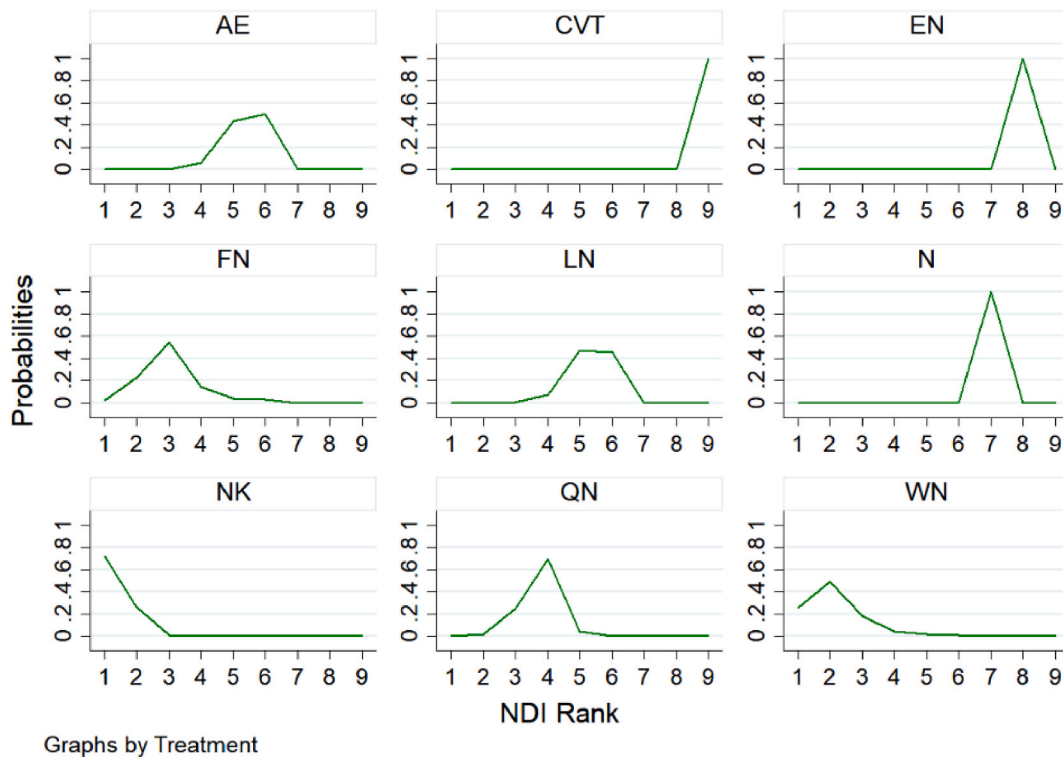 AE CVT EN
0 .2 .4 .6 .8 1 0 .2 .4 .6 .8 1 0 .2 .4 .6 .8 1
1 2 3 4 5 6 7 8 9 1 2 3 4 5 6 7 8 9 1 2 3 4 5 6 7 8 9
FN LN N
Probabilities
0 .2 .4 .6 .8 1 0 .2 .4 .6 .8 1 0 .2 .4 .6 .8 1
1 2 3 4 5 6 7 8 9 1 2 3 4 5 6 7 8 9 1 2 3 4 5 6 7 8 9
NK QN WN
0 .2 .4 .6 .8 1 0 .2 .4 .6 .8 1 0 .2 .4 .6 .8 1
1 2 3 4 5 6 7 8 9 1 2 3 4 5 6 7 8 9 1 2 3 4 5 6 7 8 9
NDI Rank
Graphs by Treatment